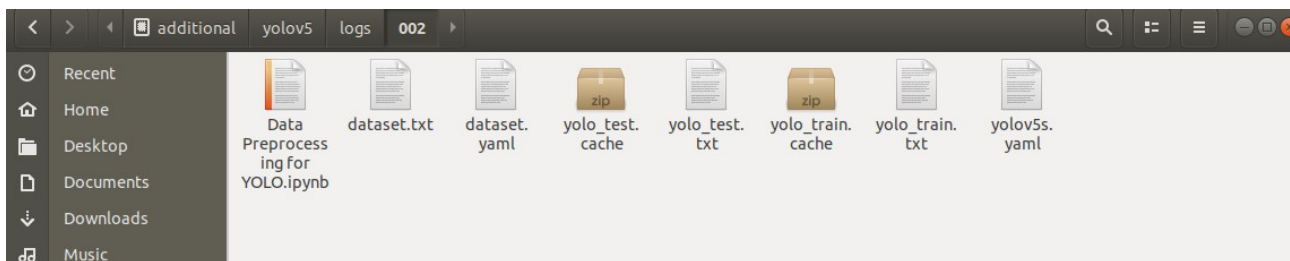 additional yolov5 logs 002
Recent
Home
Desktop
Documents
Downloads
Music
Data
Preprocess
ing for
YOLO.ipynb
dataset.txt
dataset.
yaml
zip
yolo_test.
cache
yolo_test.
txt
zip
yolo_train.
cache
yolo_train.
txt
yolov5s.
yaml